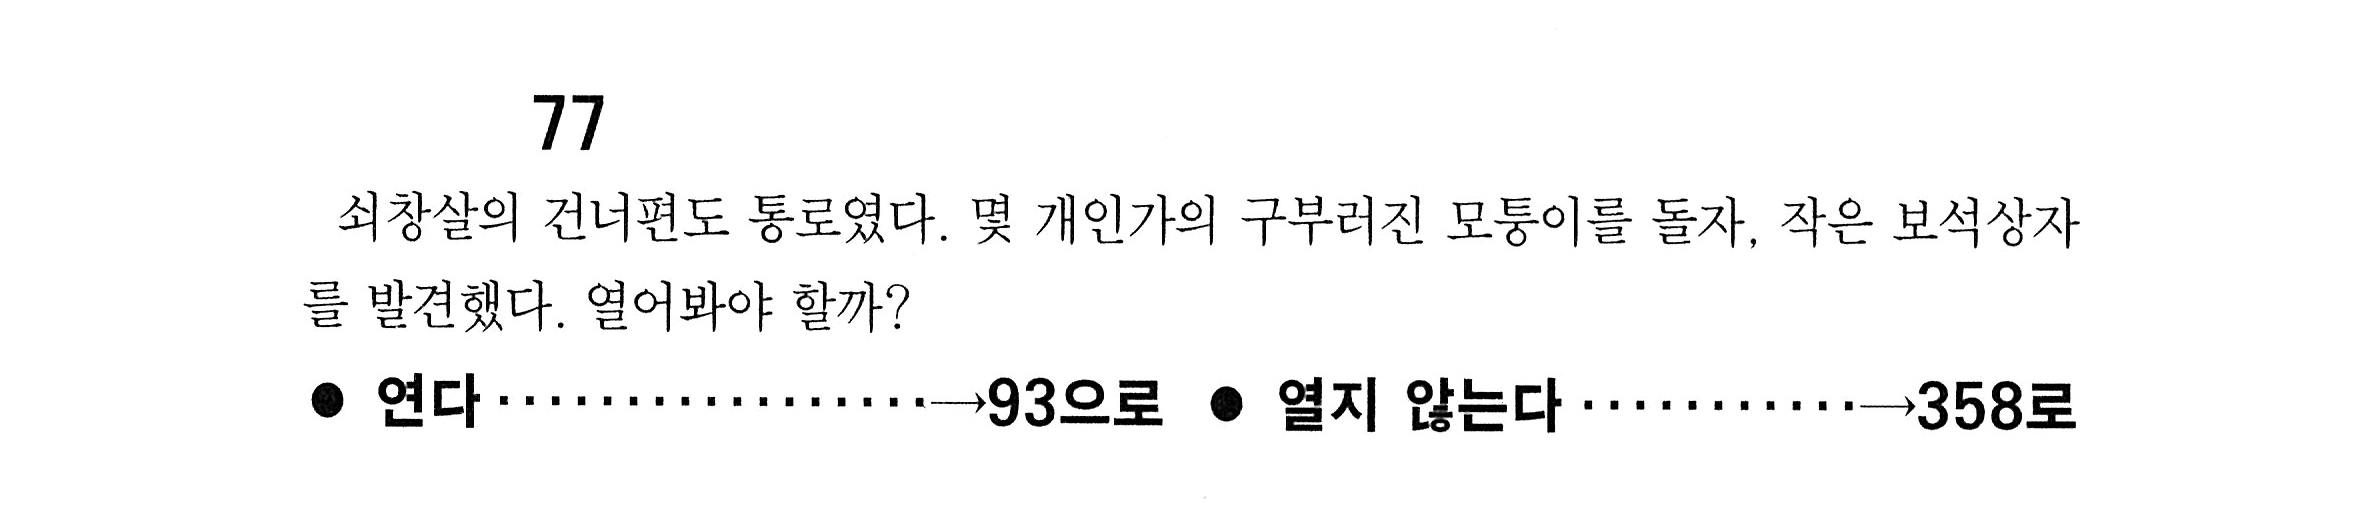 77
쇠창살의 건너편도 통로였다. 몇 개인가의 구부러진 모퉁이를 돌자, 작은 보석상자
를 발견했다. 열어봐야 할까?
● 연다·················→93으로 ● 열지 않는다···········→358로